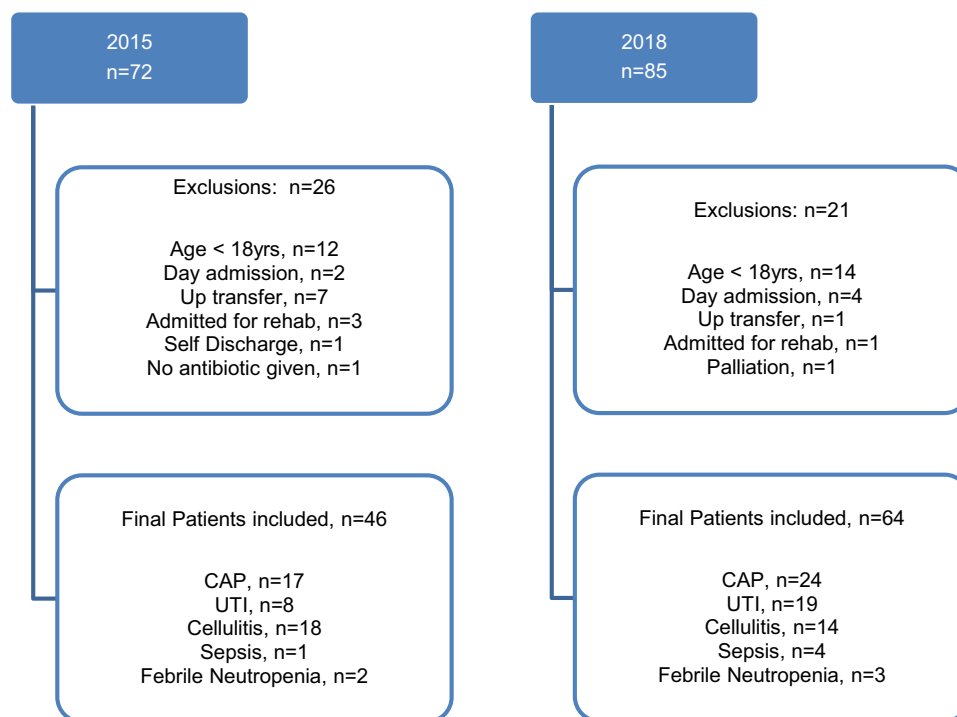 2015
n=72
Exclusions: n=26
Age < 18yrs, n=12
Day admission, n=2
Up transfer, n=7
Admitted for rehab, n=3
Self Discharge, n=1
No antibiotic given, n=1
Final Patients included, n=46
CAP, n=17
UTI, n=8
Cellulitis, n=18
Sepsis, n=1
Febrile Neutropenia, n=2
2018
n=85
Exclusions: n=21
Age < 18yrs, n=14
Day admission, n=4
Up transfer, n=1
Admitted for rehab, n=1
Palliation, n=1
Final Patients included, n=64
CAP, n=24
UTI, n=19
Cellulitis, n=14
Sepsis, n=4
Febrile Neutropenia, n=3